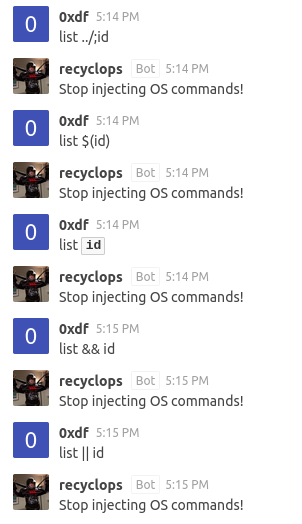 0
0xdf 5:14 PM
list ../;id
recyclops Bot 5:14 PM
Stop injecting OS commands!
0
0xdf 5:14 PM
list $(id)
recyclops Bot 5:14 PM
Stop injecting OS commands!
0
0xdf 5:14 PM
list id
recyclops Bot 5:14 PM
Stop injecting OS commands!
0
0xdf 5:15 PM
list && id
recyclops Bot 5:15 PM
Stop injecting OS commands!
0
0xdf 5:15 PM
list || id
recyclops Bot 5:15 PM
Stop injecting OS commands!